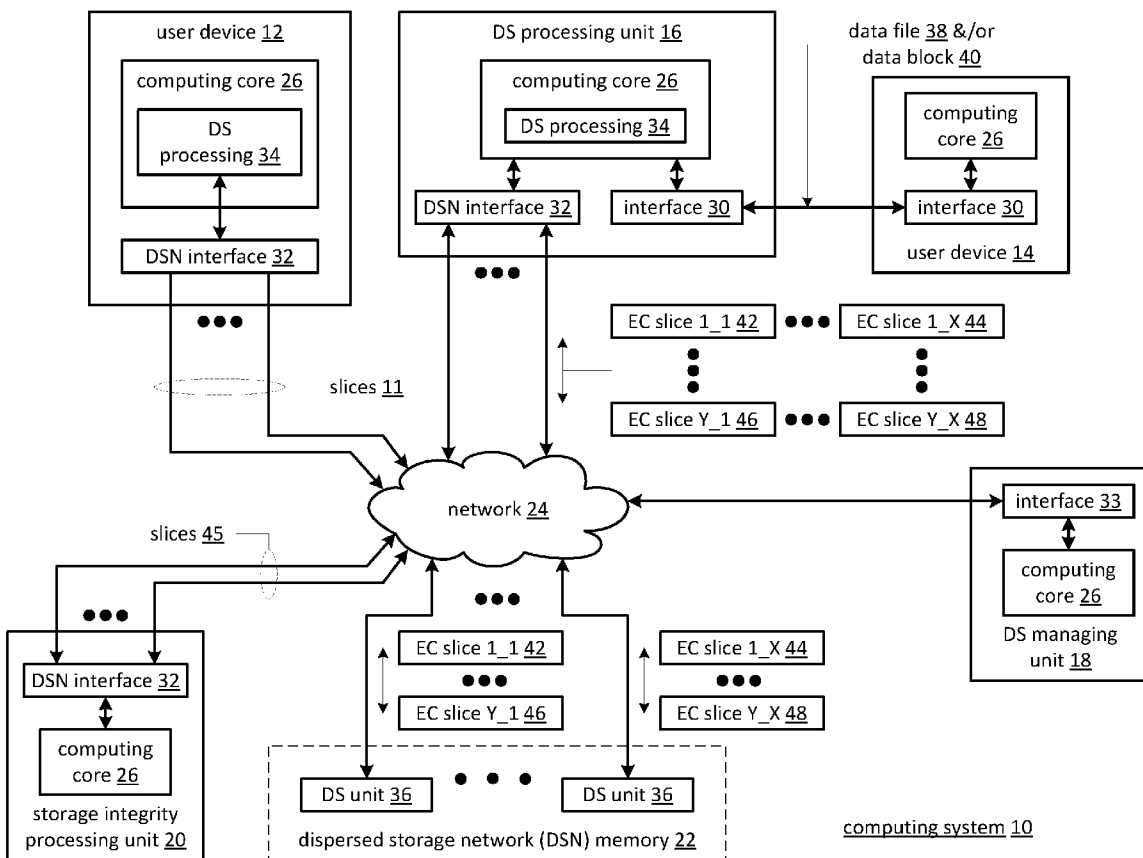 user device 12
computing core 26
DS
processing 34
DSN interface 32
DS processing unit 16
computing core 26
DS processing 34
DSN interface 32
interface 30
data file 38 &/or
data block 40
computing
core 26
interface 30
user device 14
EC slice 1_1 42
EC slice 1_X 44
EC slice Y_1 46
EC slice Y_X 48
slices 11
network 24
interface 33
computing
core 26
DS managing
unit 18
slices 45
DSN interface 32
computing
core 26
storage integrity
processing unit 20
EC slice 1_1 42
EC slice Y_1 46
EC slice 1_X 44
EC slice Y_X 48
DS unit 36
DS unit 36
dispersed storage network (DSN) memory 22
computing system 10